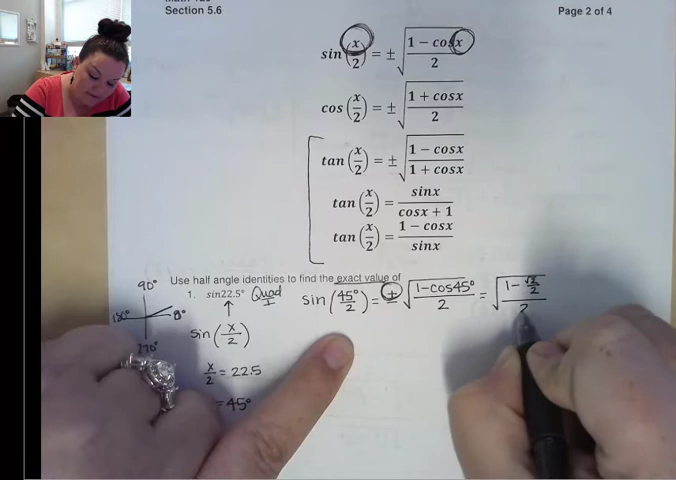 Section 5.6
Page 2 of 4
sin(x/2) = ±√((1 − cosx)/2)
cos(x/2) = ±√((1 + cosx)/2)
tan(x/2) = ±√((1 − cosx)/(1 + cosx))
tan(x/2) = sinx/(cosx + 1)
tan(x/2) = (1 − cosx)/sinx
Use half angle identities to find the exact value of
1. sin22.5° Quad I
sin(45°/2) = ±√((1-cos45°)/2) = √((1-√2/2)/2)
90°
180° 0°
270°
sin(x/2)
x/2 = 22.5
=45°